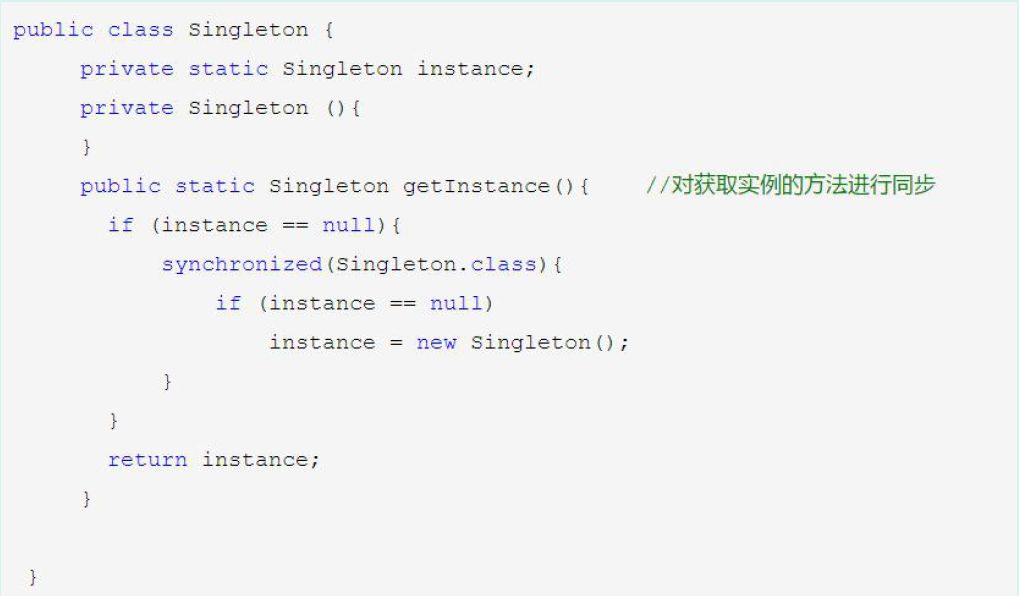 public class Singleton {
private static Singleton instance;
private Singleton (){
}
public static Singleton getInstance(){ //对获取实例的方法进行同步
if (instance == null){
synchronized(Singleton.class){
if (instance == null)
instance = new Singleton();
}
}
return instance;
}
}